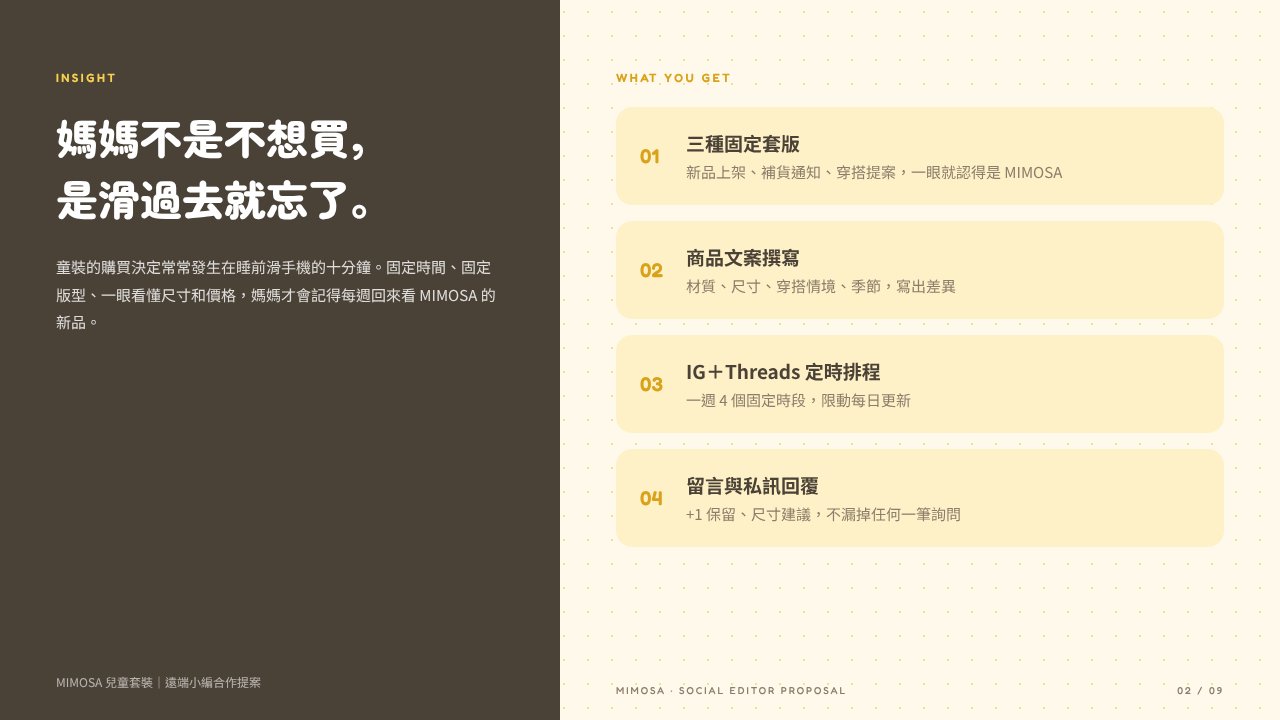 INSIGHT
媽媽不是不想買，
是滑過去就忘了。
童裝的購買決定常常發生在睡前滑手機的十分鐘。固定時間、固定
版型、一眼看懂尺寸和價格，媽媽才會記得每週回來看 MIMOSA 的
新品。
MIMOSA 兒童套裝｜遠端小編合作提案
WHAT YOU GET
01
三種固定套版
新品上架、補貨通知、穿搭提案，一眼就認得是 MIMOSA
02
商品文案撰寫
材質、尺寸、穿搭情境、季節，寫出差異
03
IG＋Threads 定時排程
一週 4 個固定時段，限動每日更新
04
留言與私訊回覆
+1 保留、尺寸建議，不漏掉任何一筆詢問
MIMOSA · SOCIAL EDITOR PROPOSAL
02 / 09